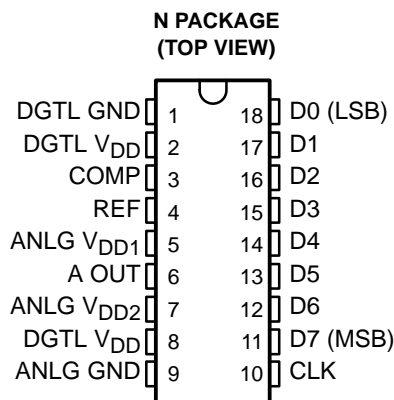 N PACKAGE
(TOP VIEW)
DGTL GND 1 18 D0 (LSB)
DGTL VDD 2 17 D1
COMP 3 16 D2
REF 4 15 D3
ANLG VDD1 5 14 D4
A OUT 6 13 D5
ANLG VDD2 7 12 D6
DGTL VDD 8 11 D7 (MSB)
ANLG GND 9 10 CLK